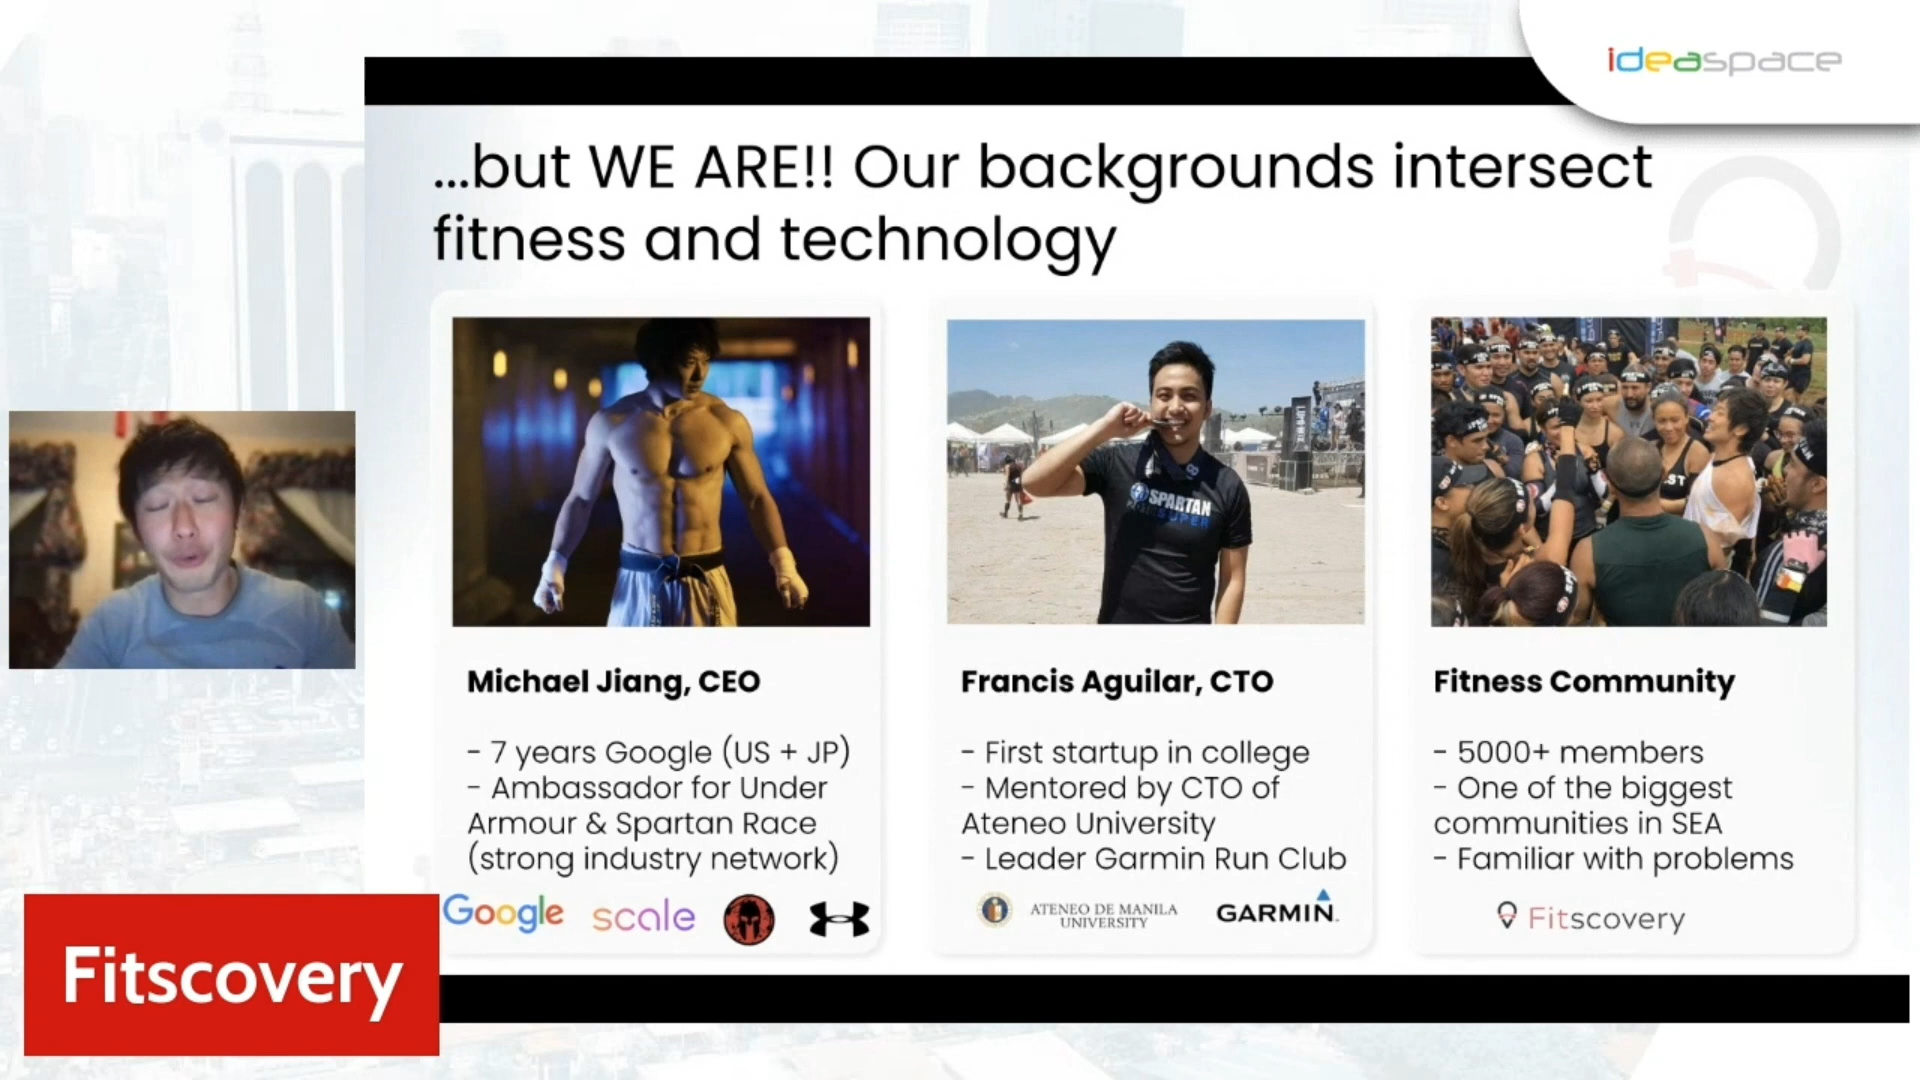 ideaspace
...but WE ARE!! Our backgrounds intersect
fitness and technology
SPARTAN
SUPER
Michael Jiang, CEO
- 7 years Google (US + JP)
- Ambassador for Under
Armour & Spartan Race
(strong industry network)
Google scale
Francis Aguilar, CTO
- First startup in college
- Mentored by CTO of
Ateneo University
- Leader Garmin Run Club
ATENEO DE MANILA
UNIVERSITY
GARMIN
Fitness Community
- 5000+ members
- One of the biggest
communities in SEA
- Familiar with problems
Fitscovery
Fitscovery